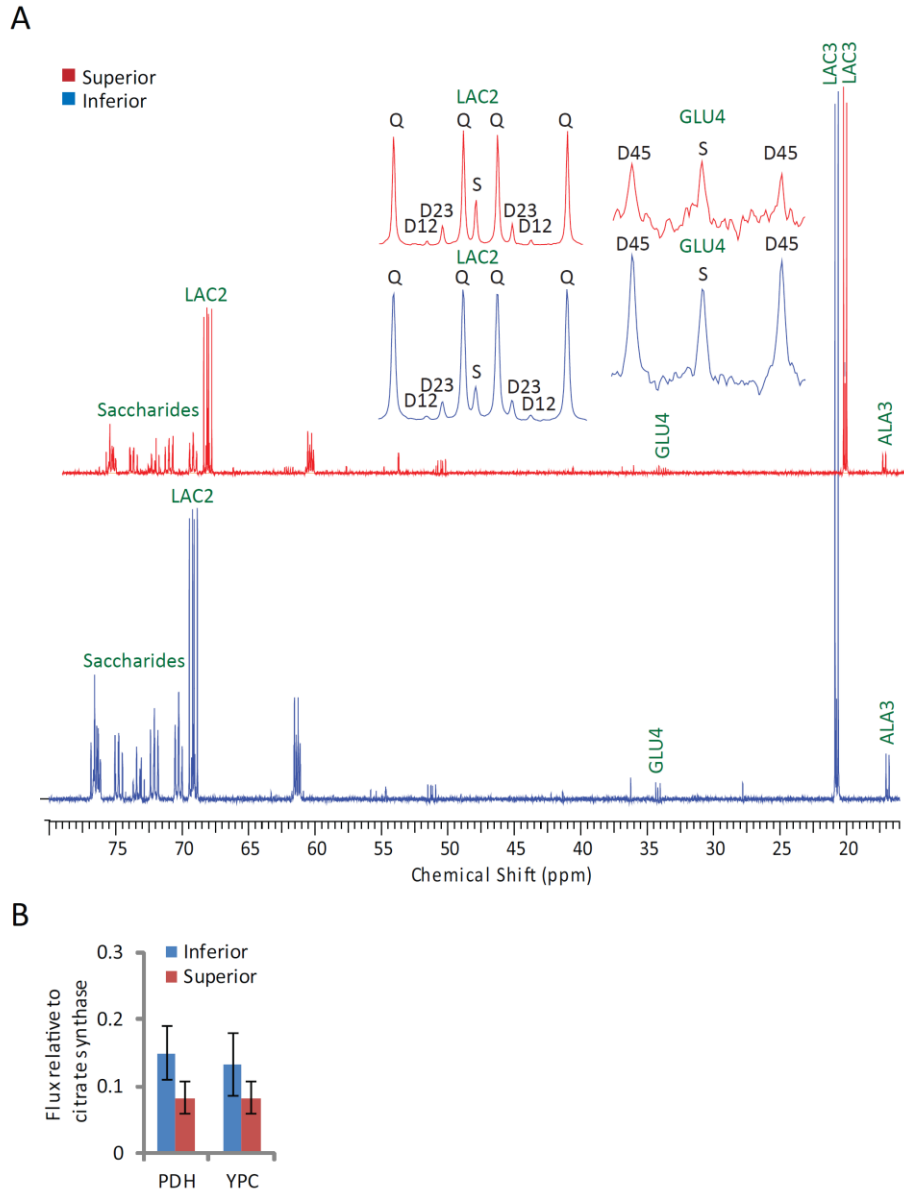 A
Superior
Inferior
LAC3 LAC3
LAC2
Q Q Q Q
D12 D23 S D23 D12
GLU4
D45 S D45
LAC2
Q Q Q Q
D12 D23 S D23 D12
GLU4
D45 S D45
LAC2
Saccharides
GLU4
ALA3
LAC2
Saccharides
GLU4
ALA3
75 70 65 60 55 50 45 40 35 30 25 20
Chemical Shift (ppm)
B
Inferior
Superior
0.3
0.2
0.1
0
Flux relative to
citrate synthase
PDH YPC